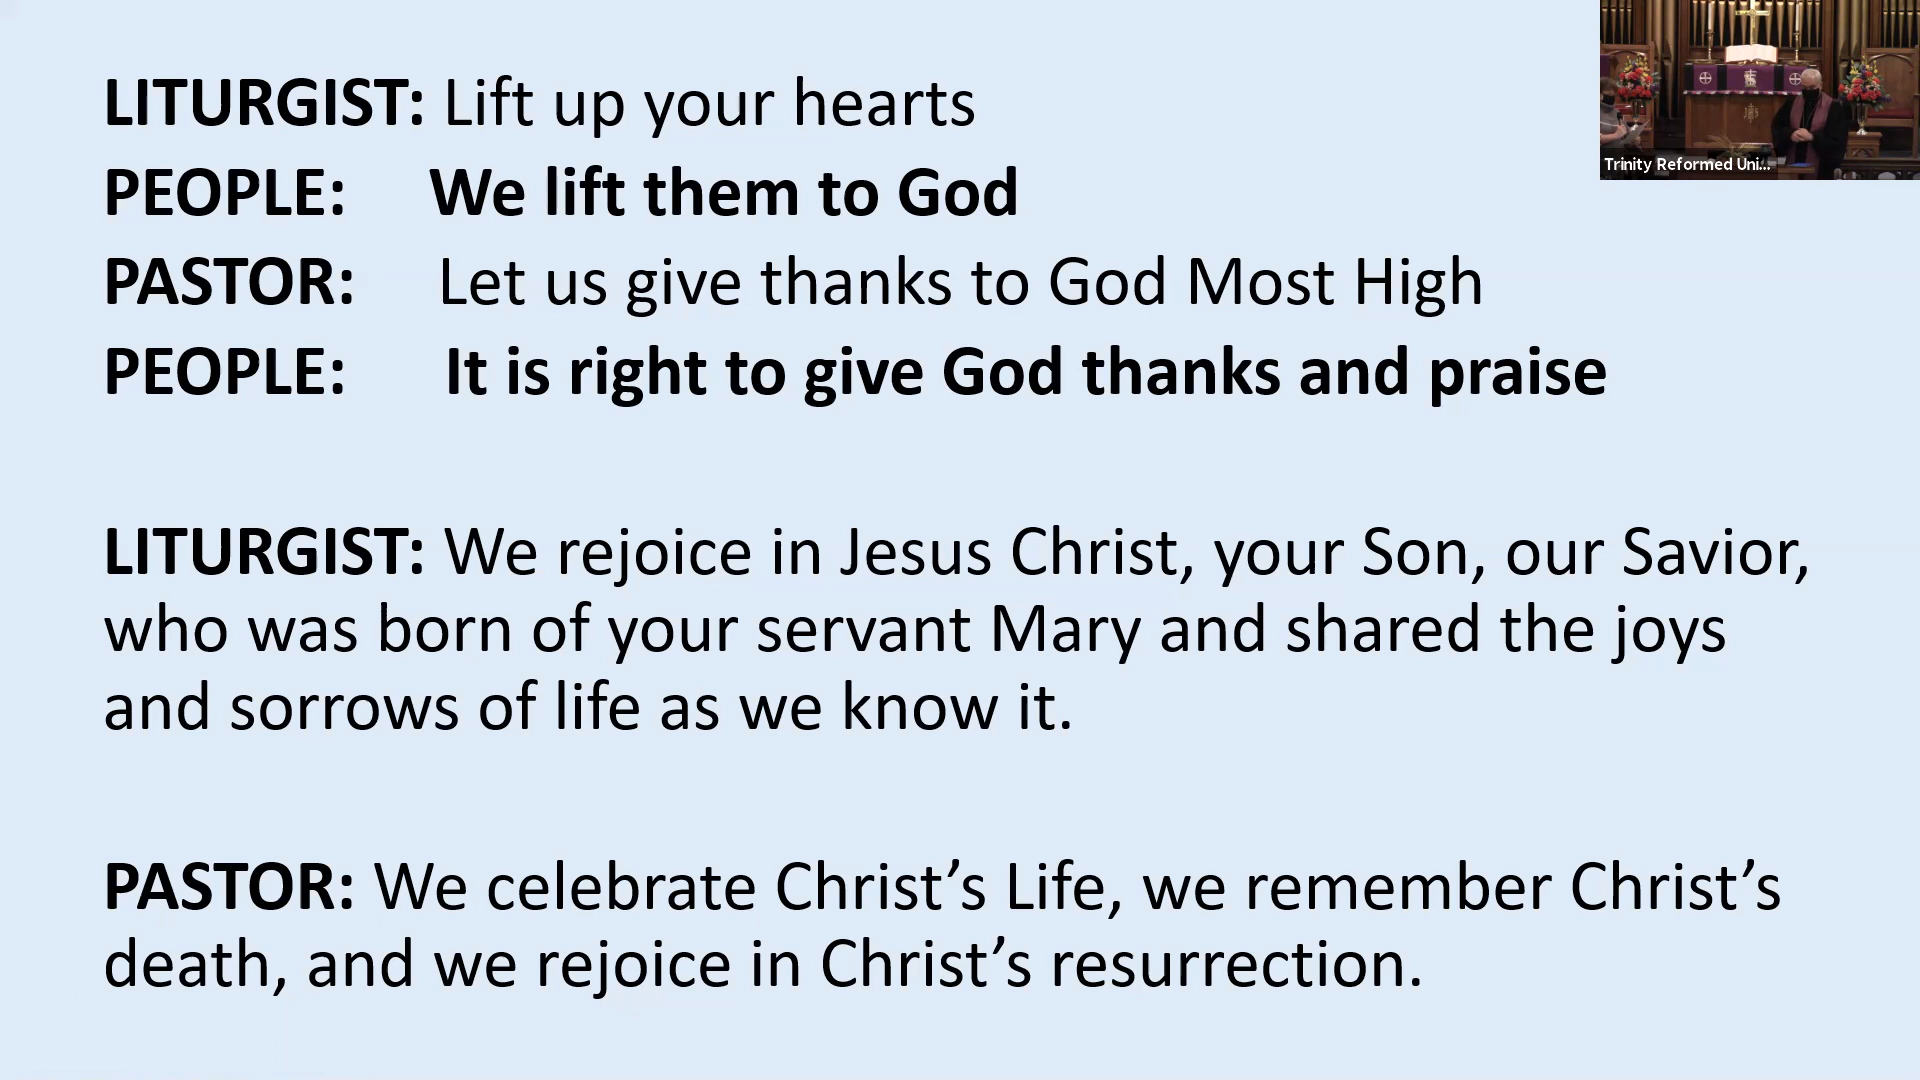 LITURGIST: Lift up your hearts
PEOPLE: We lift them to God
PASTOR: Let us give thanks to God Most High
PEOPLE: It is right to give God thanks and praise
LITURGIST: We rejoice in Jesus Christ, your Son, our Savior,
who was born of your servant Mary and shared the joys
and sorrows of life as we know it.
PASTOR: We celebrate Christ’s Life, we remember Christ’s
death, and we rejoice in Christ’s resurrection.
Trinity Reformed Uni...